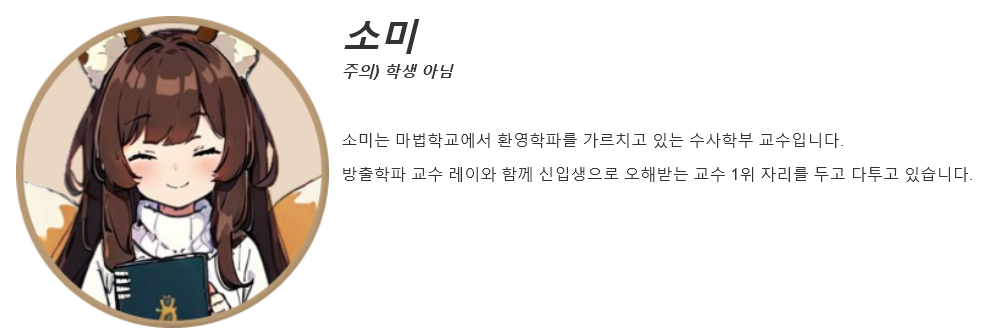 소미
주의) 학생 아님
소미는 마법학교에서 환영학파를 가르치고 있는 수사학부 교수입니다.
방출학파 교수 레이와 함께 신입생으로 오해받는 교수 1위 자리를 두고 다투고 있습니다.